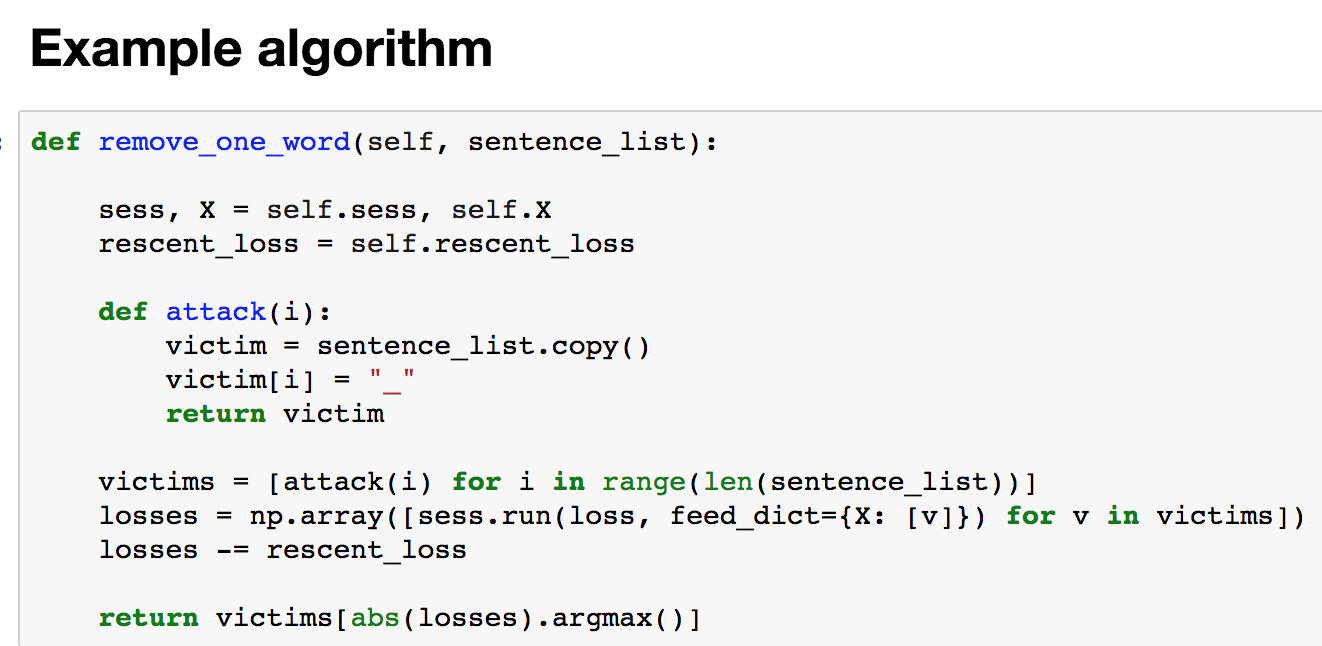 Example algorithm
def remove_one_word(self, sentence_list):
sess, X = self.sess, self.X
rescent_loss = self.rescent_loss
def attack(i):
victim = sentence_list.copy()
victim[i] = "_"
return victim
victims = [attack(i) for i in range(len(sentence_list))]
losses = np.array([sess.run(loss, feed_dict={X: [v]}) for v in victims])
losses -= rescent_loss
return victims[abs(losses).argmax()]